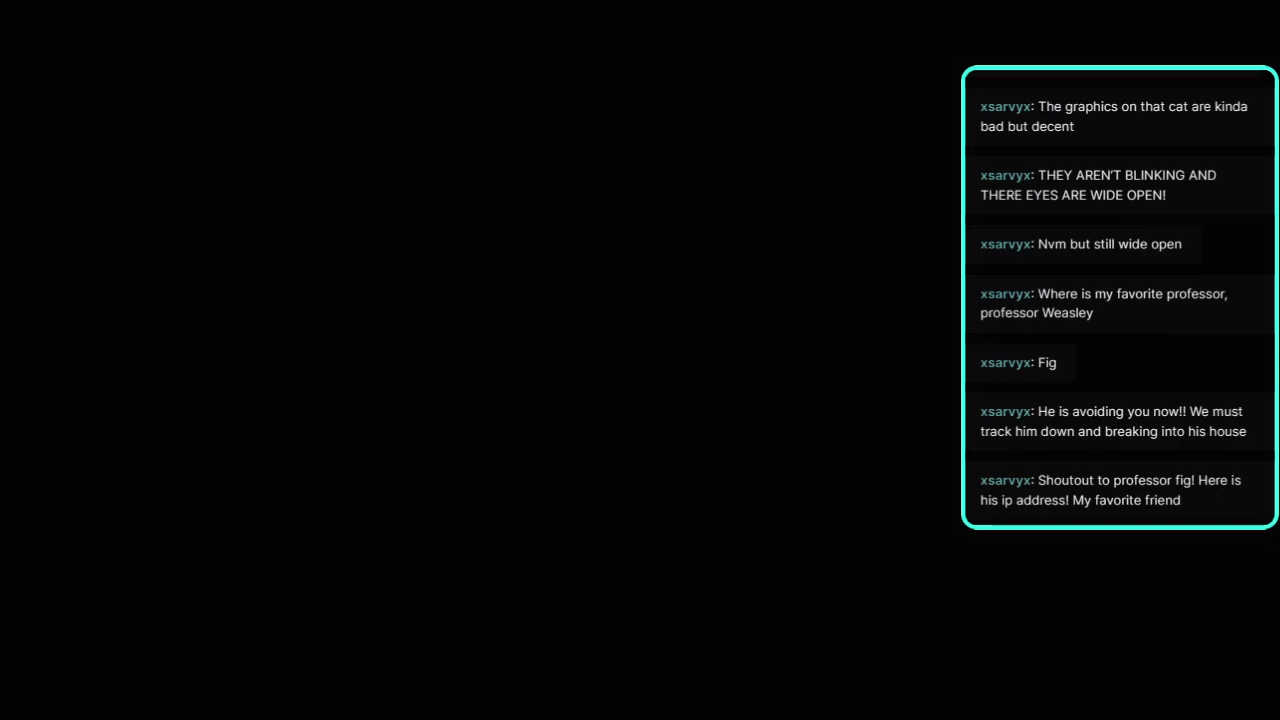 xsarvyx: The graphics on that cat are kinda
bad but decent
xsarvyx: THEY AREN'T BLINKING AND
THERE EYES ARE WIDE OPEN!
xsarvyx: Nvm but still wide open
xsarvyx: Where is my favorite professor,
professor Weasley
xsarvyx: Fig
xsarvyx: He is avoiding you now!! We must
track him down and breaking into his house
xsarvyx: Shoutout to professor fig! Here is
his ip address! My favorite friend